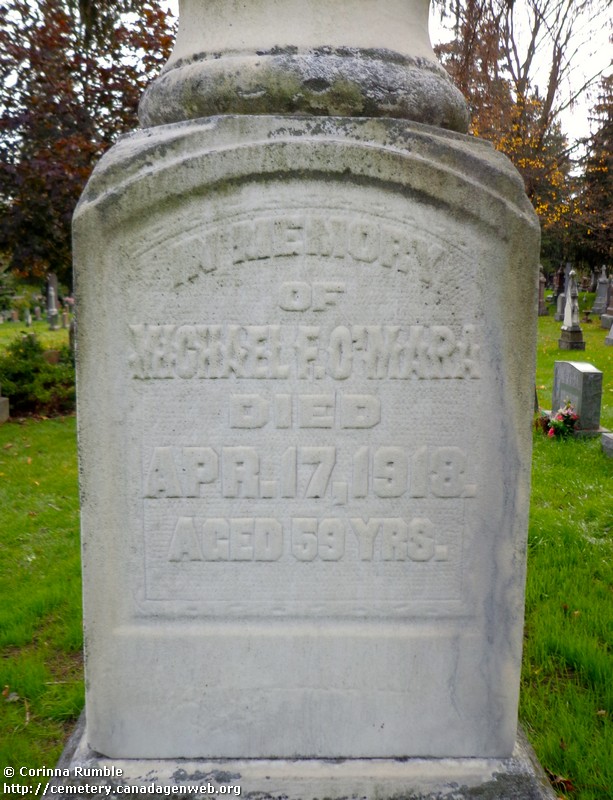 IN MEMORY
OF
MICHAEL F. O'MARA
DIED
APR. 17, 1918.
AGED 59 YRS.
© Corinna Rumble
http://cemetery.canadagenweb.org